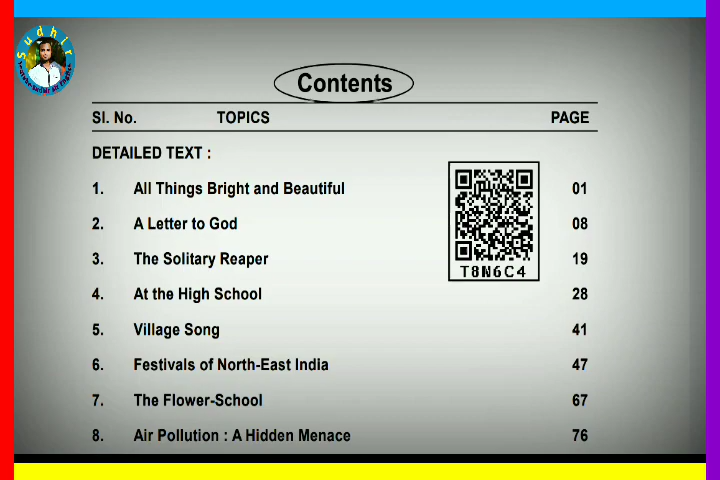 Sudhir
Contents
Sl. No. TOPICS PAGE
DETAILED TEXT :
1. All Things Bright and Beautiful 01
2. A Letter to God 08
3. The Solitary Reaper 19
4. At the High School 28
5. Village Song 41
6. Festivals of North-East India 47
7. The Flower-School 67
8. Air Pollution : A Hidden Menace 76
T8N6C4